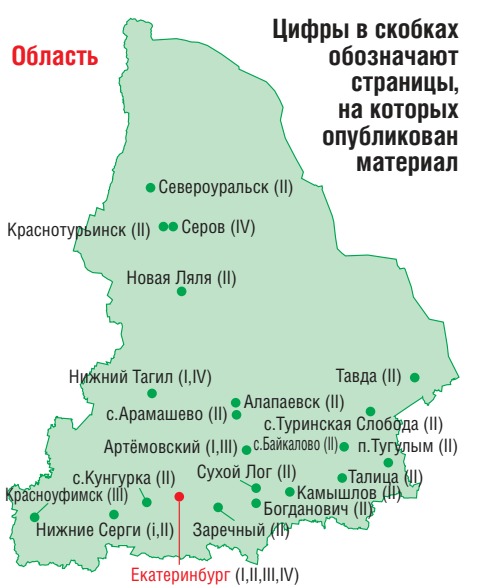 Область
Цифры в скобках
обозначают
страницы,
на которых
опубликован
материал
Североуральск (II)
Краснотурьинск (II)
Серов (IV)
Новая Ляля (II)
Нижний Тагил (I,IV)
Тавда (II)
Алапаевск (II)
с.Арамашево (II)
с.Туринская Слобода (II)
Артёмовский (I,III)
с.Байкалово (II)
п.Тугулым (II)
с.Кунгурка (II)
Сухой Лог (II)
Талица (II)
Красноуфимск (III)
Камышлов (II)
Богданович (II)
Нижние Серги (i,II)
Заречный (II)
Екатеринбург (I,II,III,IV)